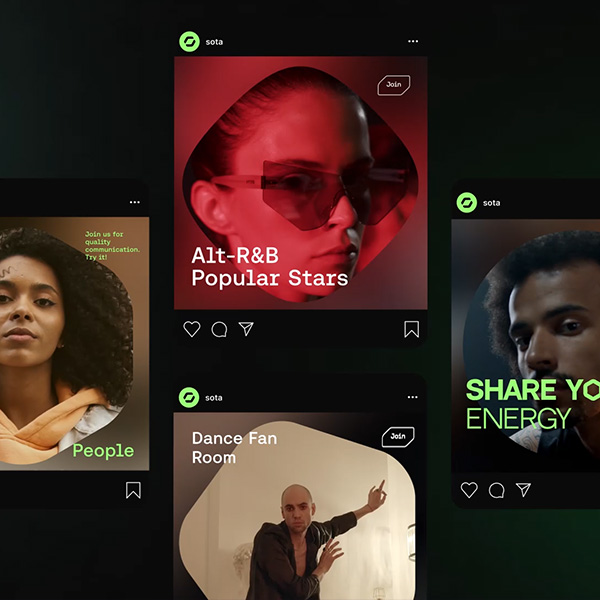 sota
Join
Alt-R&B
Popular Stars
Join us for
quality
communication.
Try it!
People
sota
Dance Fan
Room
Join
sota
SHARE YO
ENERGY